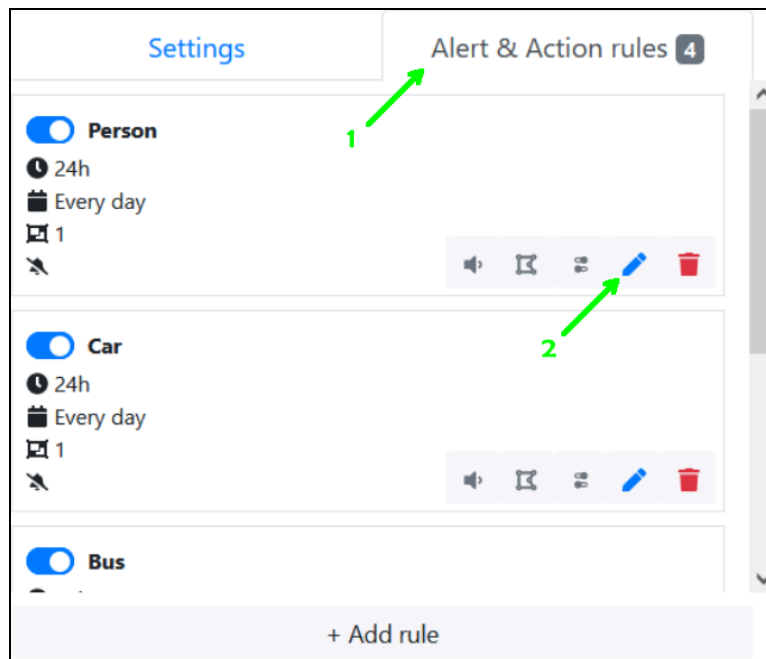 Settings
Alert & Action rules 4
1
Person
24h
Every day
1
2
Car
24h
Every day
1
Bus
+ Add rule